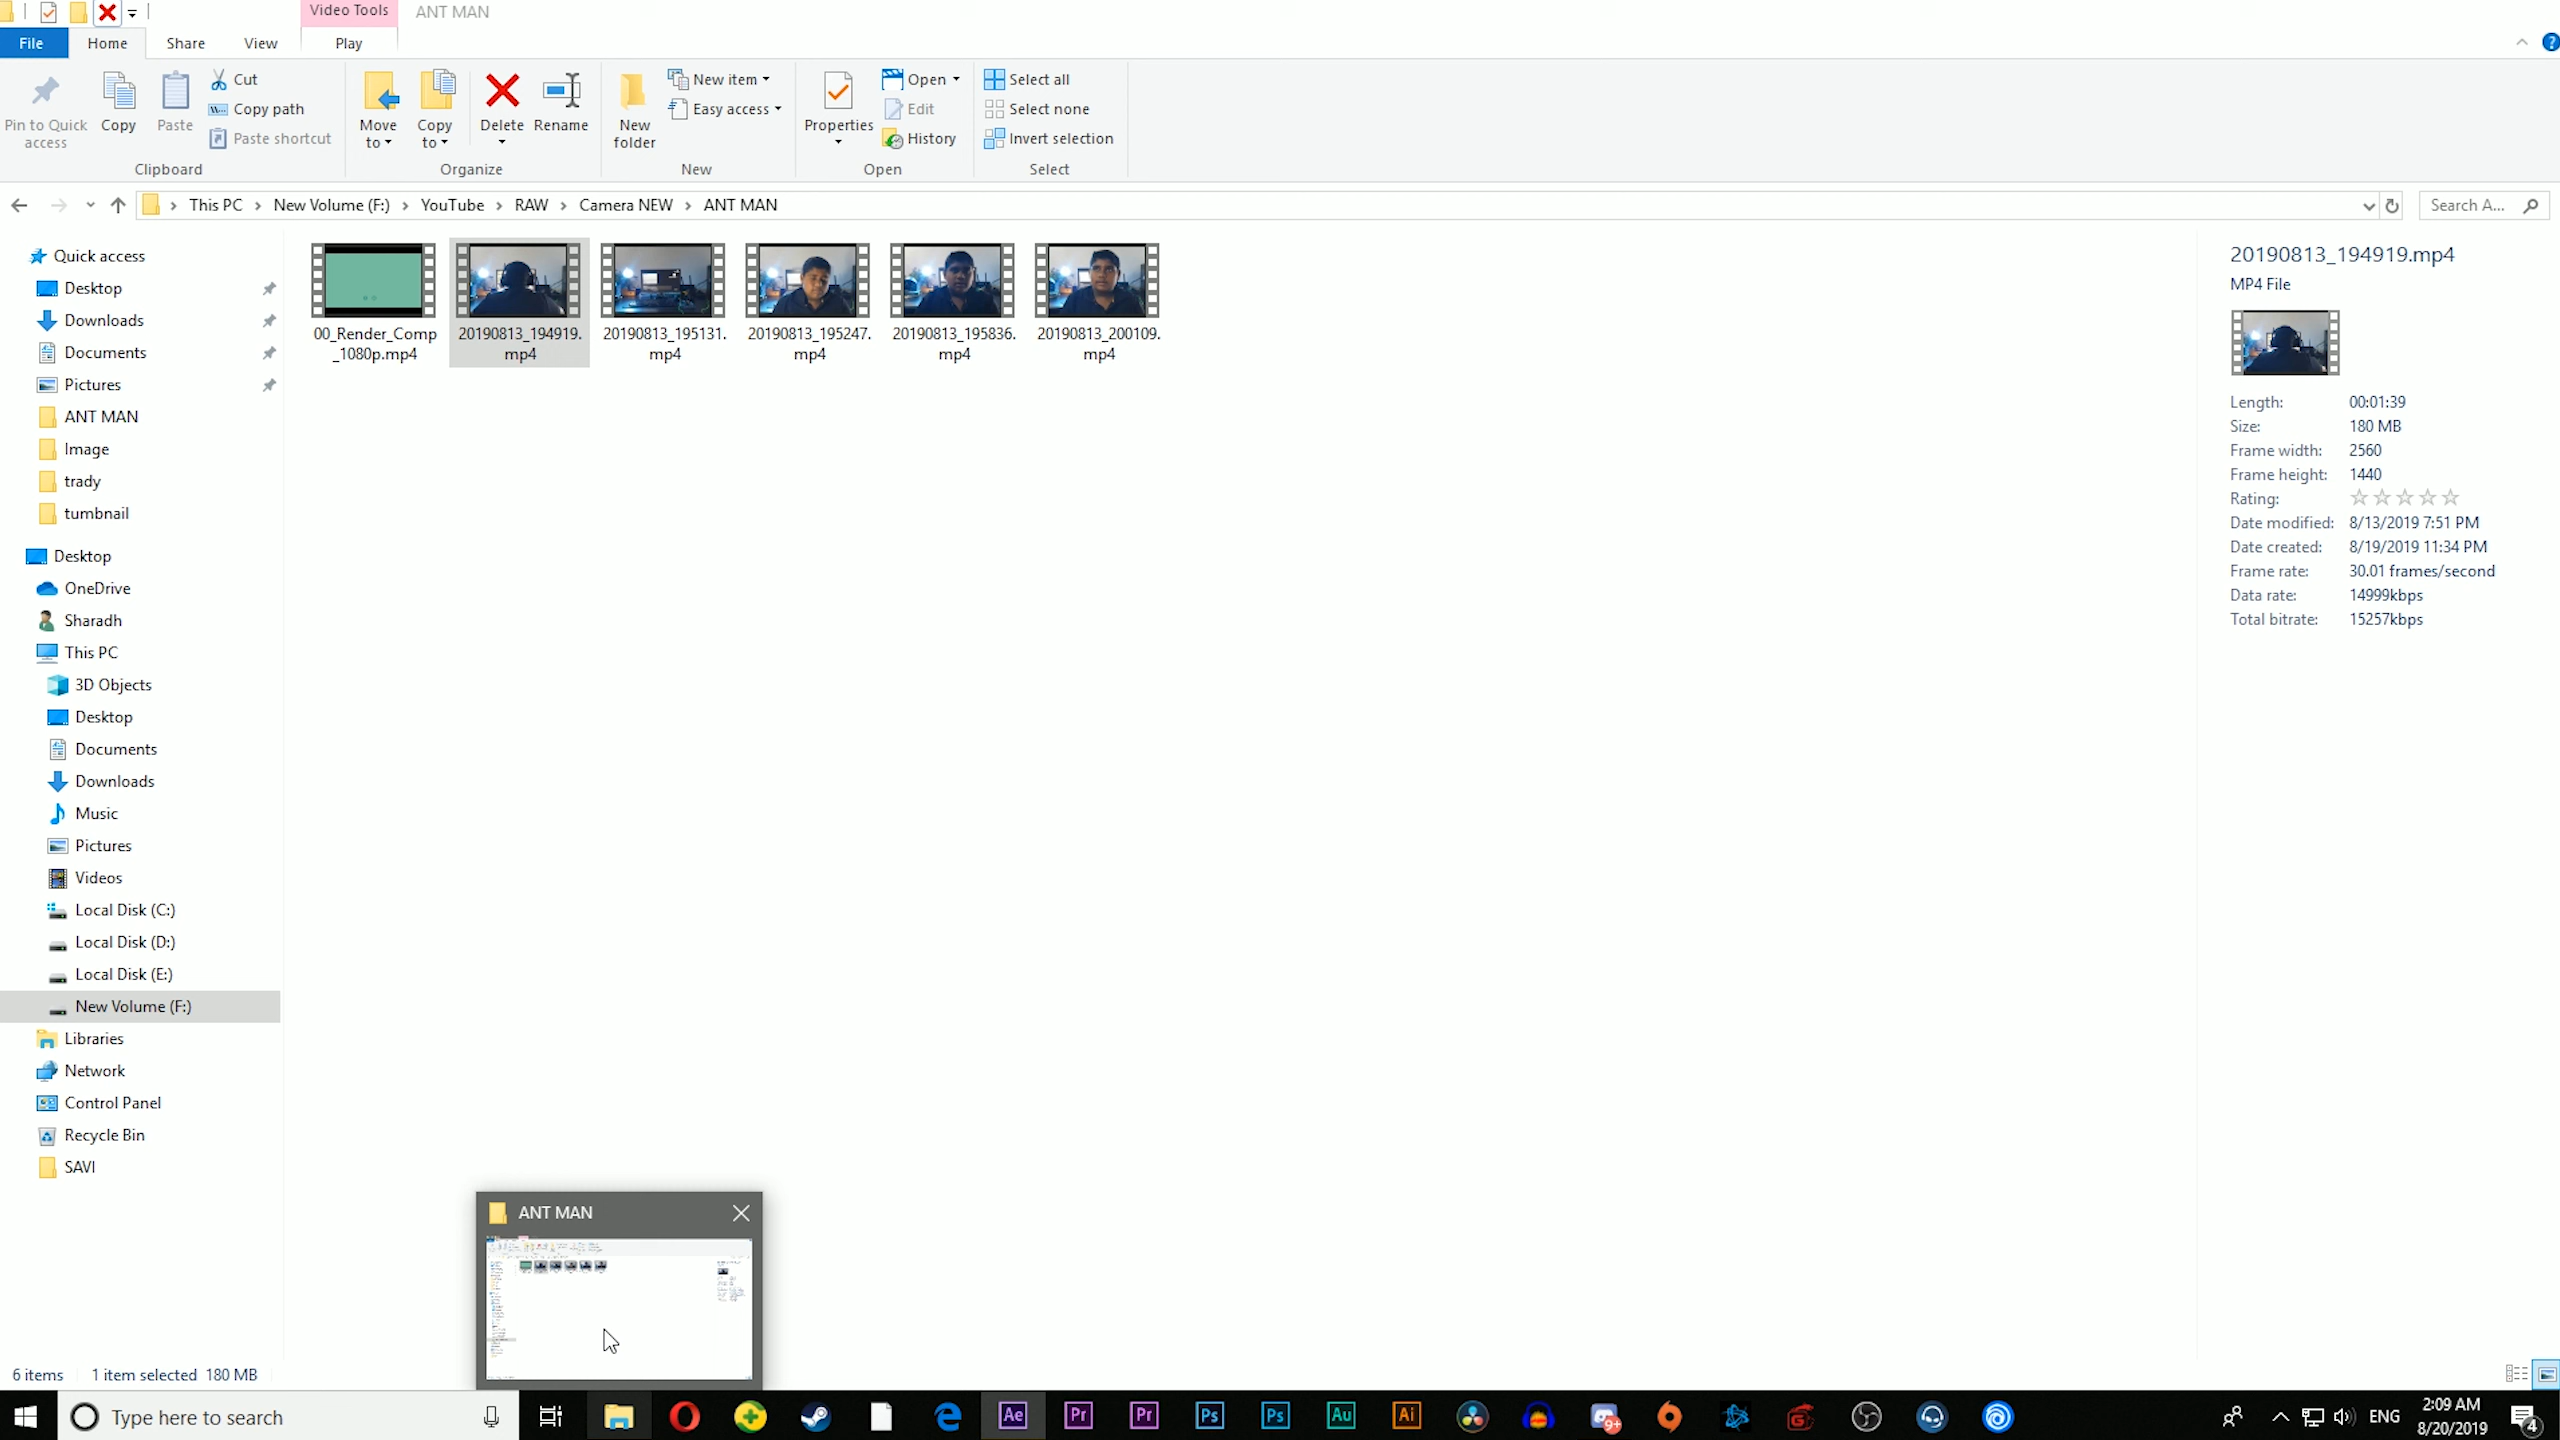 Video Tools
ANT MAN
File
Home
Share
View
Play
Pin to Quick
access
Copy
Paste
Cut
Copy path
Paste shortcut
Clipboard
Move
to
Copy
to
Delete
Rename
Organize
New
folder
New item
Easy access
New
Properties
Open
Edit
History
Open
Select all
Select none
Invert selection
Select
This PC
New Volume (F:)
YouTube
RAW
Camera NEW
ANT MAN
Search A...
Quick access
Desktop
Downloads
Documents
Pictures
ANT MAN
Image
trady
tumbnail
Desktop
OneDrive
Sharadh
This PC
3D Objects
Desktop
Documents
Downloads
Music
Pictures
Videos
Local Disk (C:)
Local Disk (D:)
Local Disk (E:)
New Volume (F:)
Libraries
Network
Control Panel
Recycle Bin
SAVI
00_Render_Comp
_1080p.mp4
20190813_194919.
mp4
20190813_195131.
mp4
20190813_195247.
mp4
20190813_195836.
mp4
20190813_200109.
mp4
20190813_194919.mp4
MP4 File
Length: 00:01:39
Size: 180 MB
Frame width: 2560
Frame height: 1440
Rating:
Date modified: 8/13/2019 7:51 PM
Date created: 8/19/2019 11:34 PM
Frame rate: 30.01 frames/second
Data rate: 14999kbps
Total bitrate: 15257kbps
ANT MAN
6 items
1 item selected 180 MB
Type here to search
Ae
Pr
Pr
Ps
Ps
Au
Ai
9+
ENG
2:09 AM
8/20/2019
4